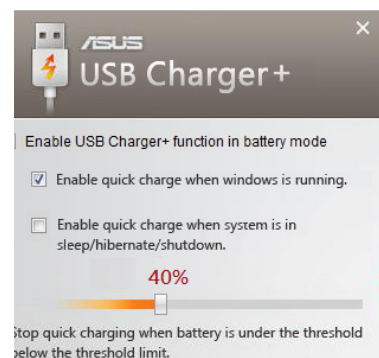 ASUS
USB Charger+
Enable USB Charger+ function in battery mode
Enable quick charge when windows is running.
Enable quick charge when system is in
sleep/hibernate/shutdown.
40%
Stop quick charging when battery is under the threshold
below the threshold limit.